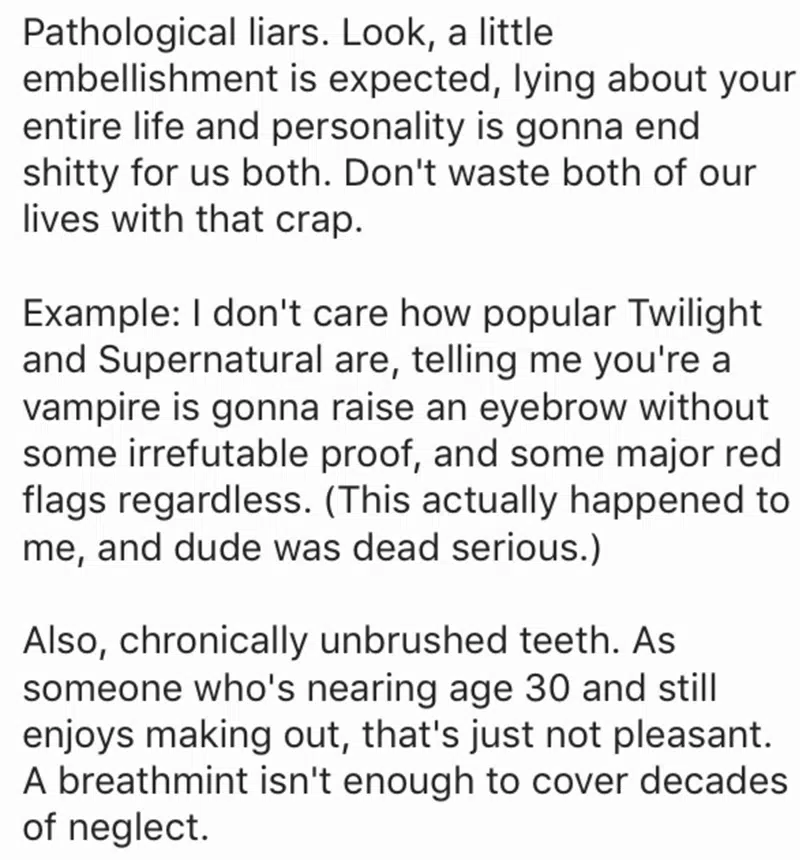 Pathological liars. Look, a little
embellishment is expected, lying about your
entire life and personality is gonna end
shitty for us both. Don't waste both of our
lives with that crap.
Example: I don't care how popular Twilight
and Supernatural are, telling me you're a
vampire is gonna raise an eyebrow without
some irrefutable proof, and some major red
flags regardless. (This actually happened to
me, and dude was dead serious.)
Also, chronically unbrushed teeth. As
someone who's nearing age 30 and still
enjoys making out, that's just not pleasant.
A breathmint isn't enough to cover decades
of neglect.